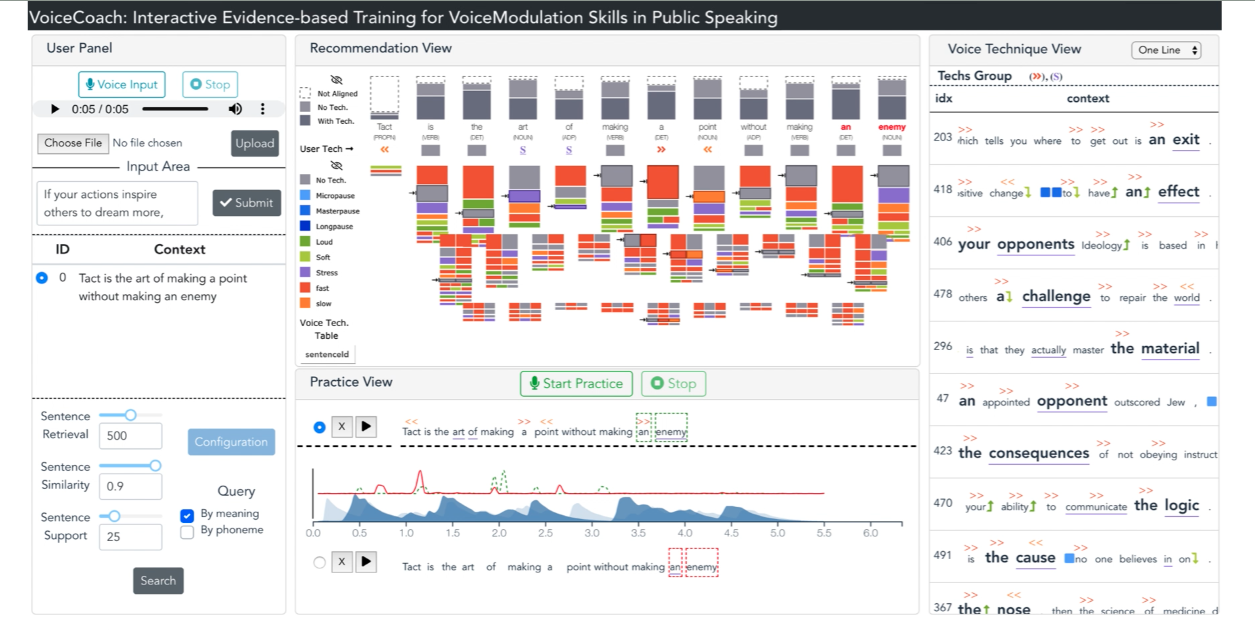 VoiceCoach: Interactive Evidence-based Training for VoiceModulation Skills in Public Speaking
User Panel
Voice Input
Stop
0:05 / 0:05
Choose File No file chosen
Upload
Input Area
If your actions inspire
others to dream more,
Submit
ID Context
0 Tact is the art of making a point
without making an enemy
Sentence
Retrieval
500
Configuration
Sentence
Similarity
0.9
Query
By meaning
By phoneme
Sentence
Support
25
Search
Recommendation View
Not Aligned
No Tech.
With Tech.
Tact is the art of making a point without making an enemy
(PROPN) (VERB) (DET) (NOUN) (ADP) (VERB) (DET) (NOUN) (ADP) (VERB) (DET) (NOUN)
User Tech → « S S » «
No Tech.
Micropause
Masterpause
Longpause
Loud
Soft
Stress
fast
slow
Voice Tech.
Table
sentenceId
Practice View
Start Practice
Stop
X
<< >> << >>
Tact is the art of making a point without making an enemy
0.0 0.5 1.0 1.5 2.0 2.5 3.0 3.5 4.0 4.5 5.0 5.5 6.0
X
Tact is the art of making a point without making an enemy
Voice Technique View
One Line
Techs Group (»), (S)
idx context
>> >> >> >>
203 hich tells you where to get out is an exit .
>> << >> >> >>
418 sitive change to have an effect .
>> >> >> >>
406 your opponents Ideology is based in
>> >> <<
478 others a challenge to repair the world .
>>
296 is that they actually master the material .
>> >> >>
47 an appointed opponent outscored Jew ,
>>
423 the consequences of not obeying instruct
>> >> >> >>
470 your ability to communicate the logic .
>> >> << >>
491 is the cause no one believes in on .
>> << >> >>
367 the nose then the science of medicine d